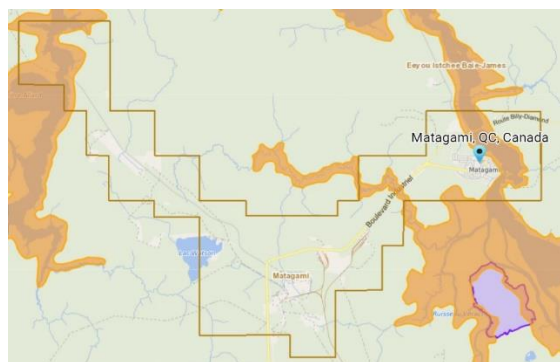 Eeyou Istchee Baie-James
Route Billy-Diamond
Matagami, QC, Canada
Matagami
Boulevard Industriel
Matagami